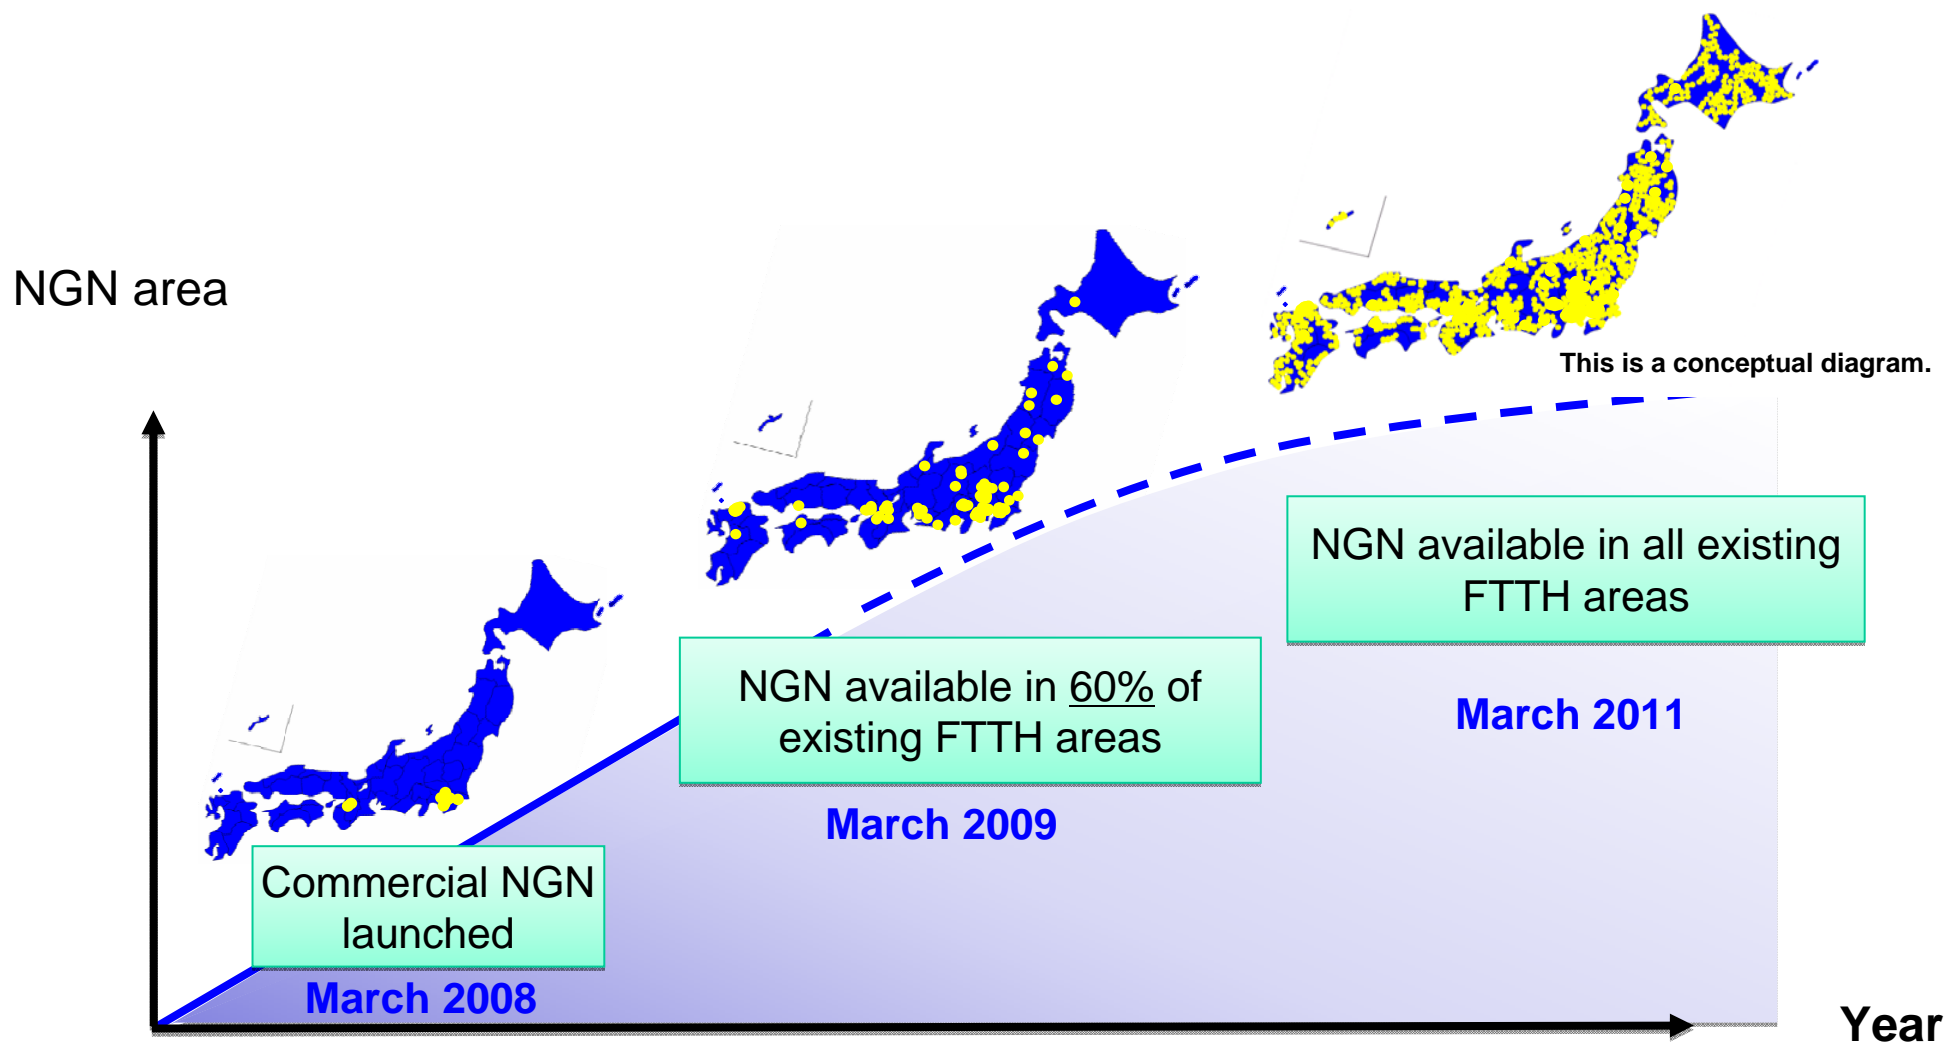 NGN area
This is a conceptual diagram.
NGN available in all existing
FTTH areas
March 2011
NGN available in 60% of
existing FTTH areas
March 2009
Commercial NGN
launched
March 2008
Year